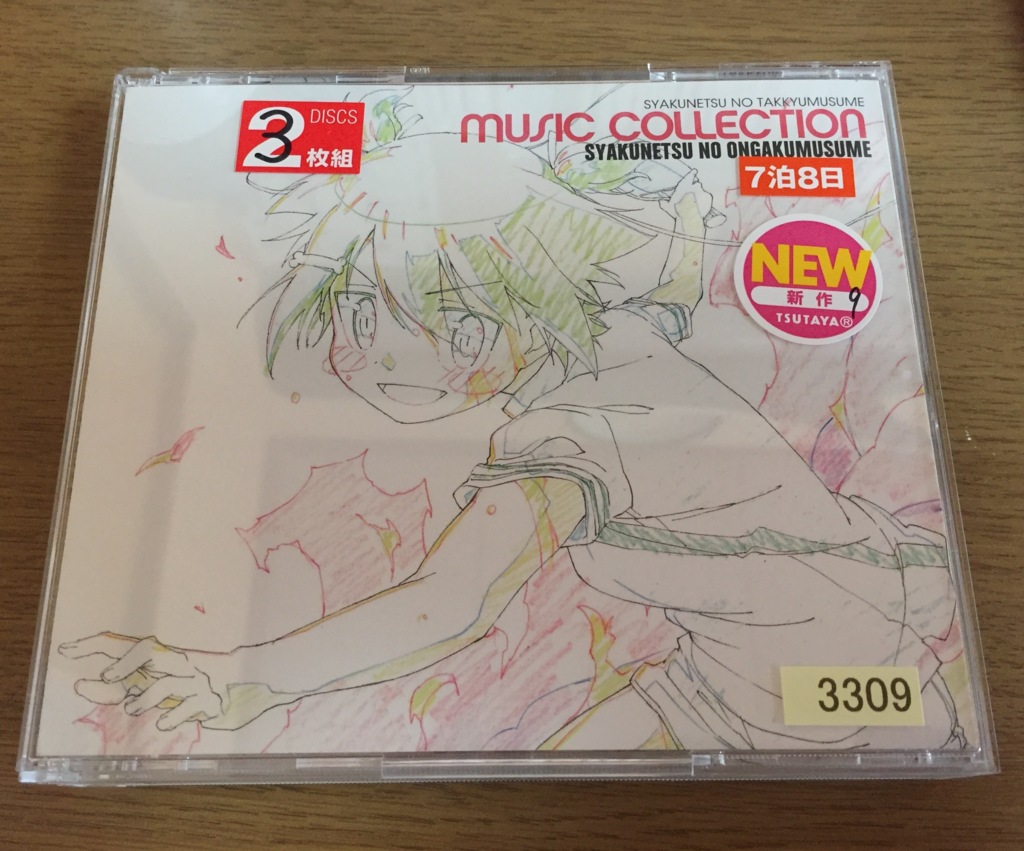 3 DISCS
2 枚組
SYAKUNETSU NO TAKKYUMUSUME
MUSIC COLLECTION
SYAKUNETSU NO ONGAKUMUSUME
7泊8日
NEW
新作 9
TSUTAYA®
3309